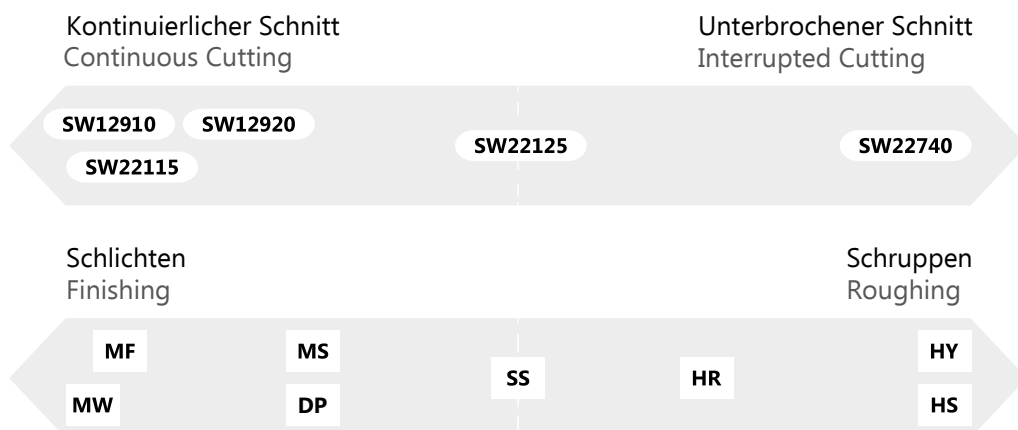 Kontinuierlicher Schnitt
Continuous Cutting
Unterbrochener Schnitt
Interrupted Cutting
SW12910
SW12920
SW22115
SW22125
SW22740
Schlichten
Finishing
Schruppen
Roughing
MF
MS
SS
HR
HY
MW
DP
HS